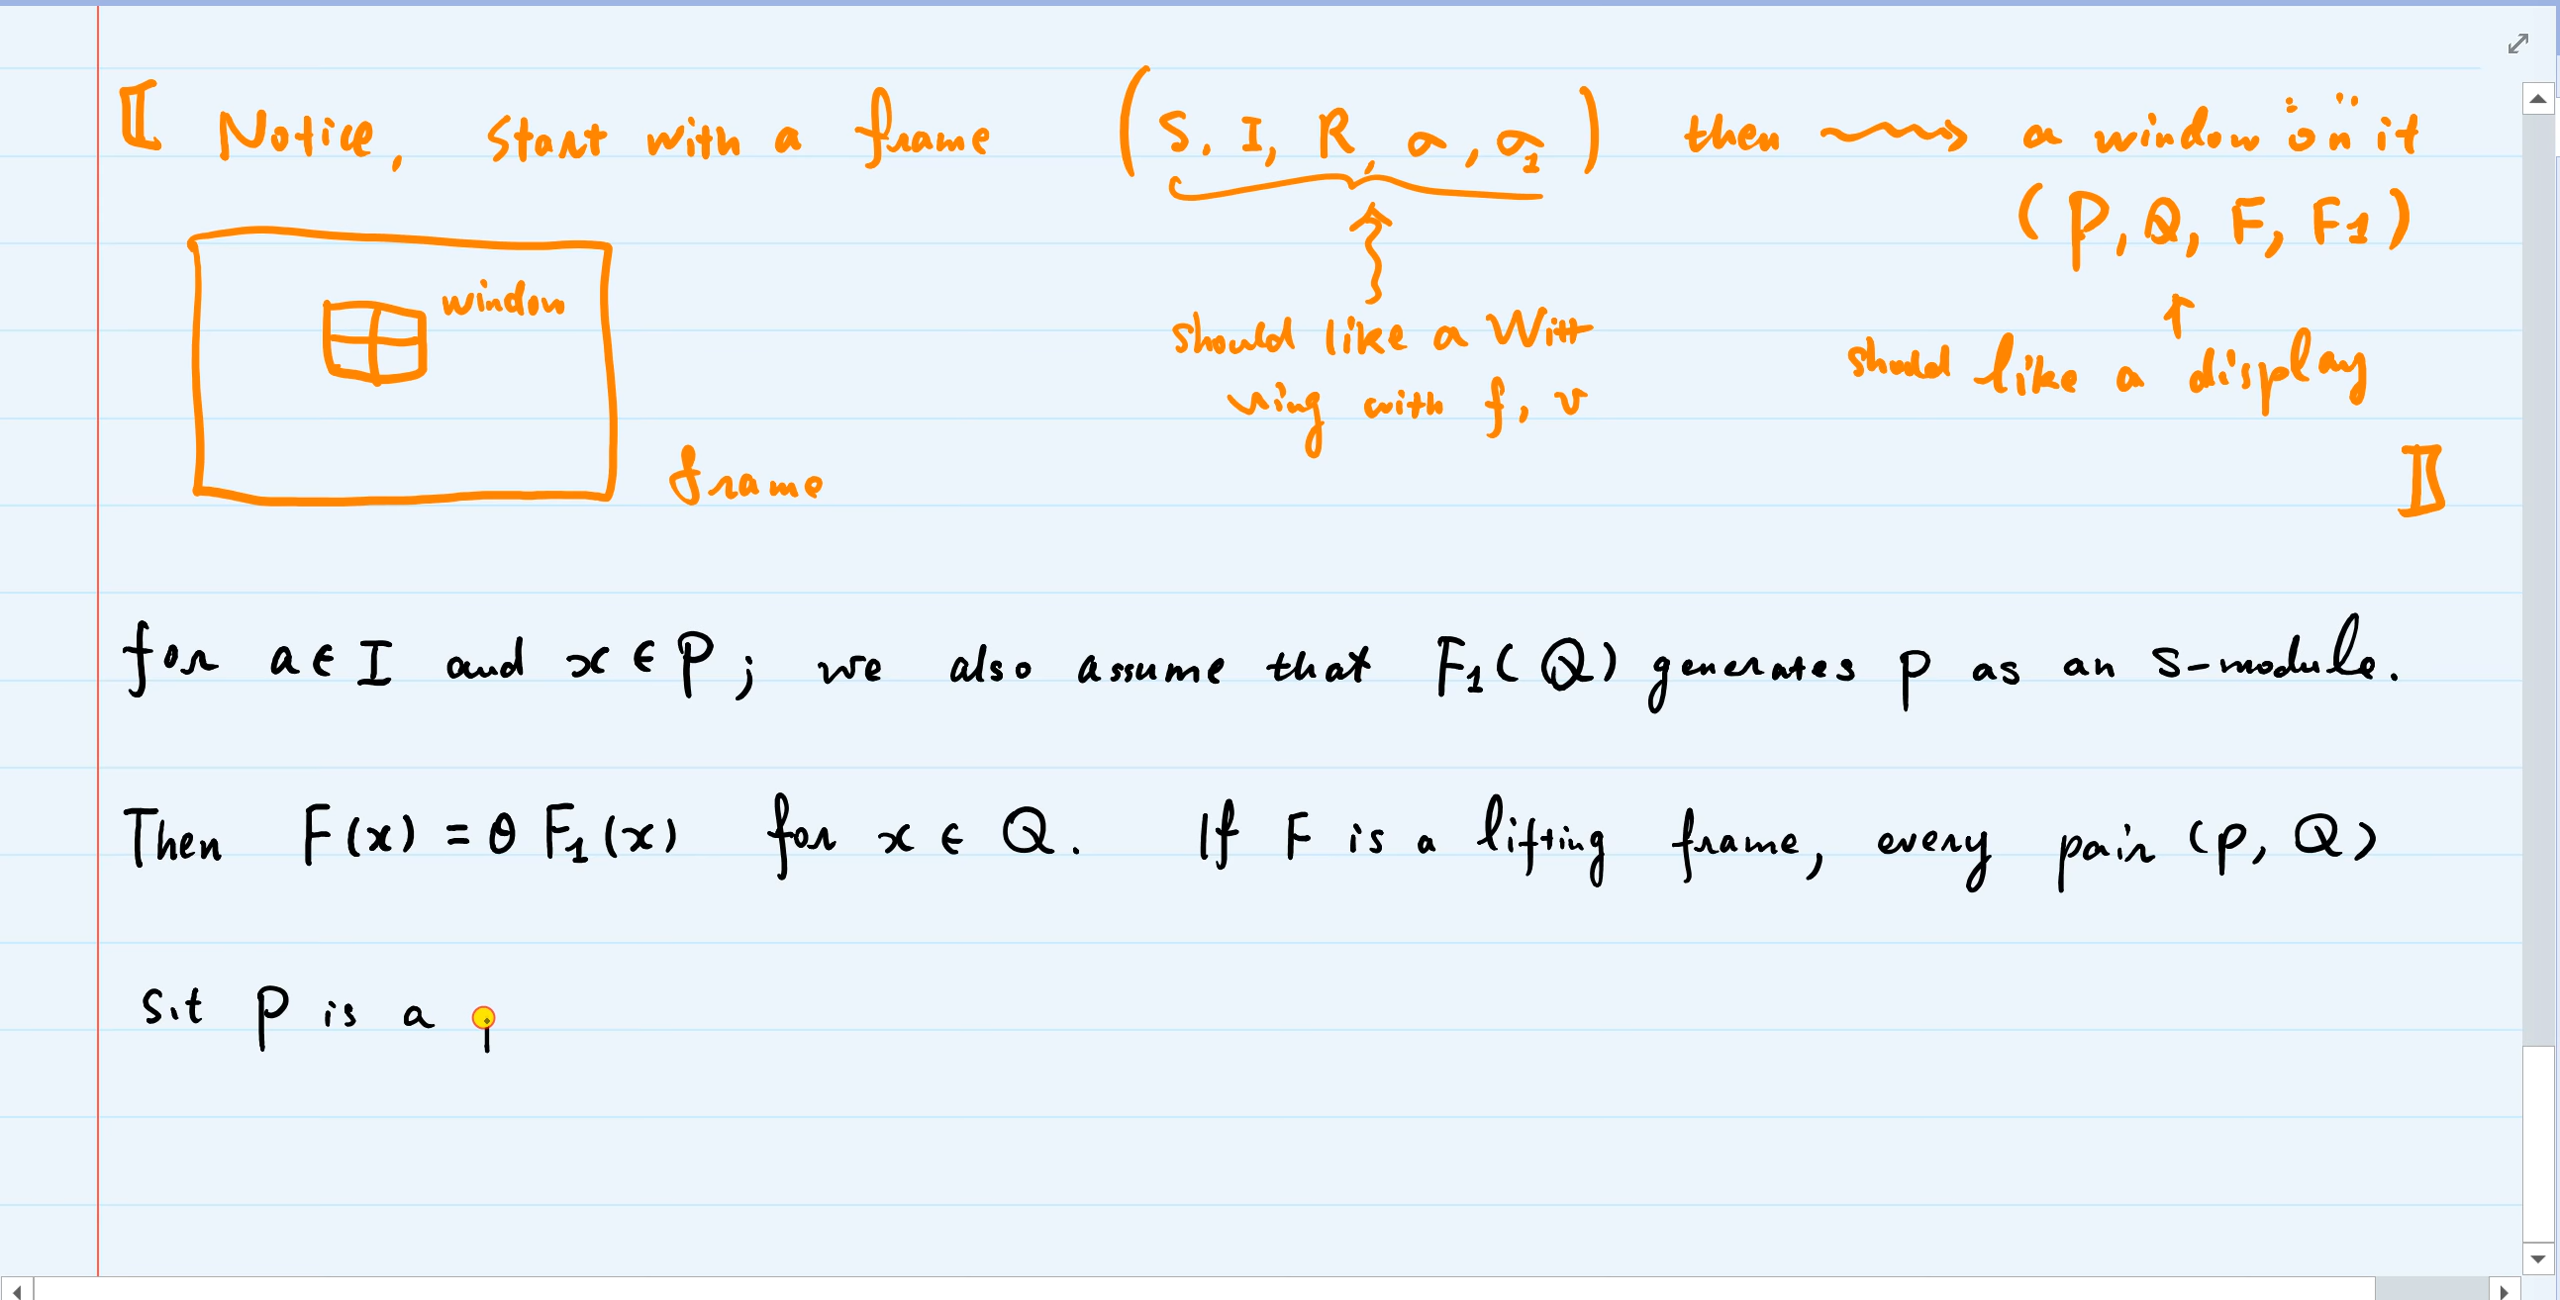 ⟦ Notice, start with a frame (S, I, R, σ, σ₁) then ⇝ a window on it
(P, Q, F, F₁)
window
should like a Witt
ring with f, v
should like a display
frame
⟧
for a ∈ I and x ∈ P; we also assume that F₁(Q) generates P as an S-module.
Then F(x) = θ F₁(x) for x ∈ Q. If F is a lifting frame, every pair (P, Q)
s.t P is a